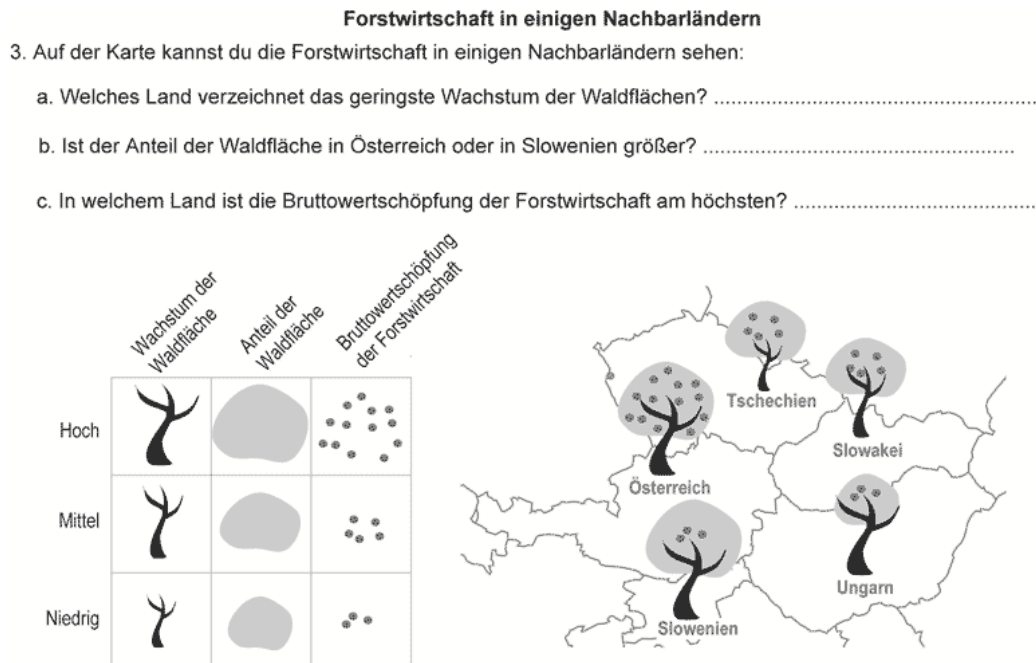 Forstwirtschaft in einigen Nachbarländern
3. Auf der Karte kannst du die Forstwirtschaft in einigen Nachbarländern sehen:
a. Welches Land verzeichnet das geringste Wachstum der Waldflächen? ..................................................
b. Ist der Anteil der Waldfläche in Österreich oder in Slowenien größer? ..................................................
c. In welchem Land ist die Bruttowertschöpfung der Forstwirtschaft am höchsten? ......................................
Wachstum der
Waldfläche
Anteil der
Waldfläche
Bruttowertschöpfung
der Forstwirtschaft
Hoch
Mittel
Niedrig
Tschechien
Slowakei
Österreich
Ungarn
Slowenien